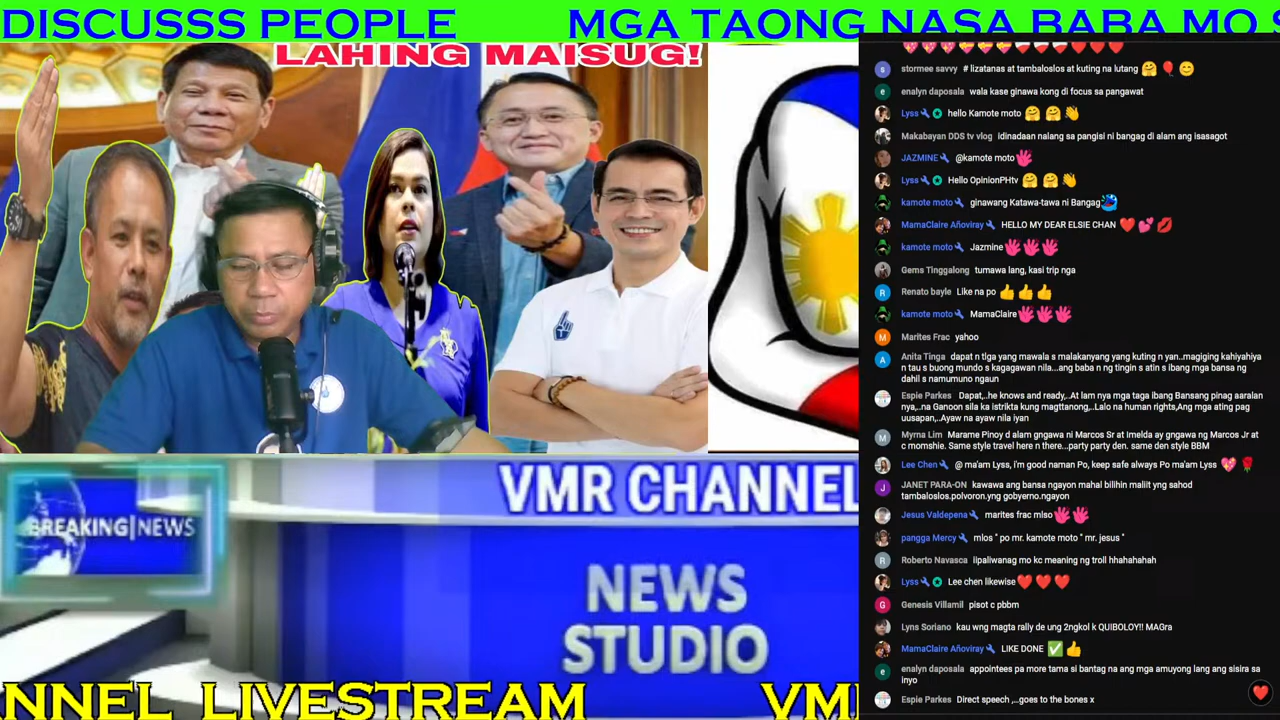 DISCUSSS PEOPLE MGA TAONG NASA BABA MO S
LAHING MAISUG!
VMR CHANNEL
BREAKING|NEWS
NEWS
STUDIO
NNEL LIVESTREAM VM
stormee savvy # lizatanas at tambaloslos at kuting na lutang 🤗 🎈 😊
enalyn daposala wala kase ginawa kong di focus sa pangawat
Lyss hello Kamote moto 🤗 🤗 👋
Makabayan DDS tv vlog idinadaan nalang sa pangisi ni bangag di alam ang isasagot
JAZMINE @kamote moto
Lyss Hello OpinionPHtv 🤗 🤗 👋
kamote moto ginawang Katawa-tawa ni Bangag
MamaClaire Añoviray HELLO MY DEAR ELSIE CHAN ❤️ 💕 💋
kamote moto Jazmine
Gems Tinggalong tumawa lang, kasi trip nga
Renato bayle Like na po 👍 👍 👍
kamote moto MamaClaire
Marites Frac yahoo
Anita Tinga dapat n tlga yang mawala s malakanyang yang kuting n yan..magiging kahiyahiya
n tau s buong mundo s kagagawan nila...ang baba n ng tingin s atin s ibang mga bansa ng
dahil s namumuno ngaun
Espie Parkes Dapat,..he knows and ready,..At lam nya mga taga ibang Bansang pinag aaralan
nya,..na Ganoon sila ka istrikta kung magttanong,..Lalo na human rights,Ang mga ating pag
uusapan,..Ayaw na ayaw nila iyan
Myrna Lim Marame Pinoy d alam gngawa ni Marcos Sr at Imelda ay gngawa ng Marcos Jr at
c momshie. Same style travel here n there...party party den. same den style BBM
Lee Chen @ ma'am Lyss, i'm good naman Po, keep safe always Po ma'am Lyss 💖 🌹
JANET PARA-ON kawawa ang bansa ngayon mahal bilihin maliit yng sahod
tambaloslos.polvoron.yng gobyerno.ngayon
Jesus Valdepena marites frac mlso
pangga Mercy mlos " po mr. kamote moto " mr. jesus "
Roberto Navasca iipaliwanag mo kc meaning ng troll hhahahahah
Lyss Lee chen likewise ❤️ ❤️ ❤️
Genesis Villamil pisot c pbbm
Lyns Soriano kau wng magta rally de ung 2ngkol k QUIBOLOY!! MAGra
MamaClaire Añoviray LIKE DONE ✅ 👍
enalyn daposala appointees pa more tama si bantag na ang mga amuyong lang ang sisira sa
inyo
Espie Parkes Direct speech ,...goes to the bones x